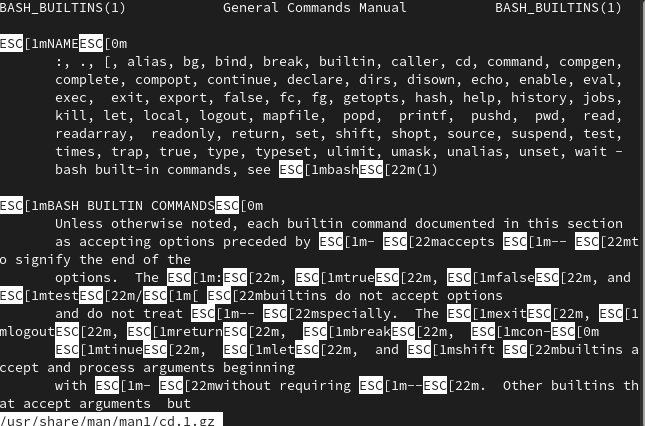 BASH_BUILTINS(1) General Commands Manual BASH_BUILTINS(1)
ESC[1mNAMEESC[0m
:, ., [, alias, bg, bind, break, builtin, caller, cd, command, compgen,
complete, compopt, continue, declare, dirs, disown, echo, enable, eval,
exec, exit, export, false, fc, fg, getopts, hash, help, history, jobs,
kill, let, local, logout, mapfile, popd, printf, pushd, pwd, read,
readarray, readonly, return, set, shift, shopt, source, suspend, test,
times, trap, true, type, typeset, ulimit, umask, unalias, unset, wait -
bash built-in commands, see ESC[1mbashESC[22m(1)
ESC[1mBASH BUILTIN COMMANDSESC[0m
Unless otherwise noted, each builtin command documented in this section
as accepting options preceded by ESC[1m- ESC[22maccepts ESC[1m-- ESC[22mt
o signify the end of the
options. The ESC[1m:ESC[22m, ESC[1mtrueESC[22m, ESC[1mfalseESC[22m, and
ESC[1mtestESC[22m/ESC[1m[ ESC[22mbuiltins do not accept options
and do not treat ESC[1m-- ESC[22mspecially. The ESC[1mexitESC[22m, ESC[1
mlogoutESC[22m, ESC[1mreturnESC[22m, ESC[1mbreakESC[22m, ESC[1mcon-ESC[0m
ESC[1mtinueESC[22m, ESC[1mletESC[22m, and ESC[1mshift ESC[22mbuiltins a
ccept and process arguments beginning
with ESC[1m- ESC[22mwithout requiring ESC[1m--ESC[22m. Other builtins th
at accept arguments but
/usr/share/man/man1/cd.1.gz